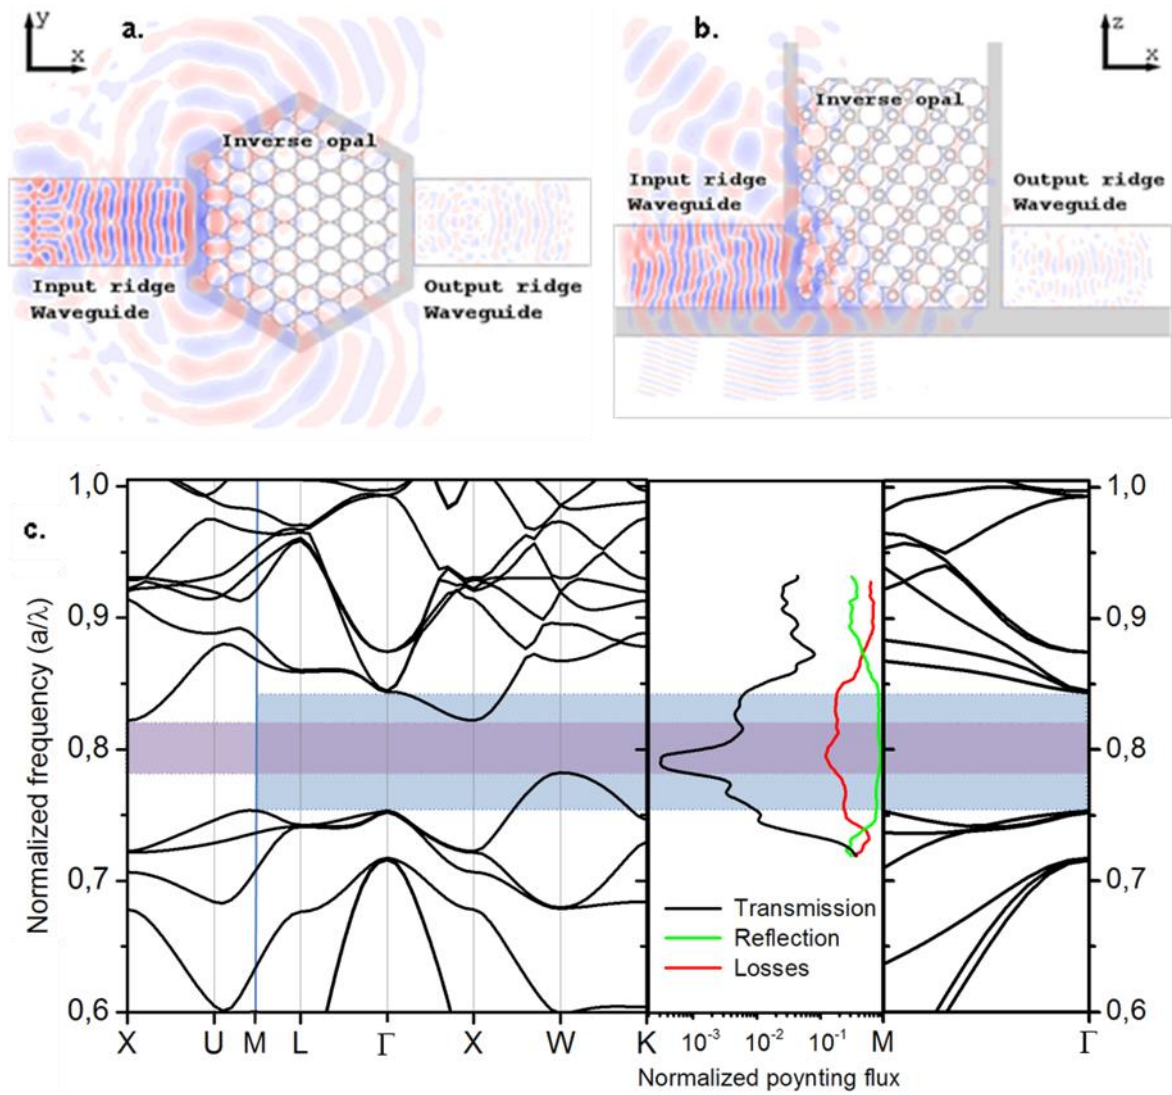 y
a.
x
Inverse opal
Input ridge
Waveguide
Output ridge
Waveguide
b.
z
x
Inverse opal
Input ridge
Waveguide
Output ridge
Waveguide
c.
Normalized frequency (a/λ)
1,0
0,9
0,8
0,7
0,6
X U M L Γ X W K
Transmission
Reflection
Losses
10⁻³ 10⁻² 10⁻¹
Normalized poynting flux
M Γ
1,0
0,9
0,8
0,7
0,6